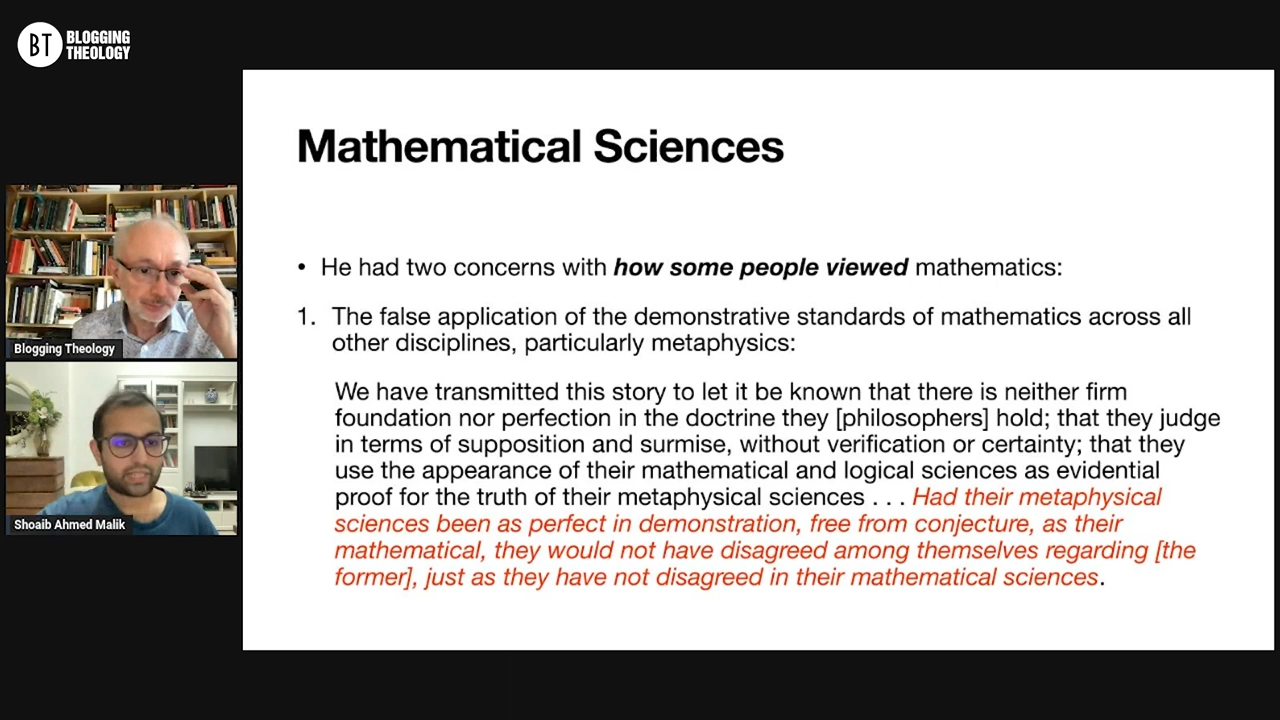 BT BLOGGING
THEOLOGY
Mathematical Sciences
• He had two concerns with how some people viewed mathematics:
1. The false application of the demonstrative standards of mathematics across all
other disciplines, particularly metaphysics:
We have transmitted this story to let it be known that there is neither firm
foundation nor perfection in the doctrine they [philosophers] hold; that they judge
in terms of supposition and surmise, without verification or certainty; that they
use the appearance of their mathematical and logical sciences as evidential
proof for the truth of their metaphysical sciences . . . Had their metaphysical
sciences been as perfect in demonstration, free from conjecture, as their
mathematical, they would not have disagreed among themselves regarding [the
former], just as they have not disagreed in their mathematical sciences.
Blogging Theology
Shoaib Ahmed Malik